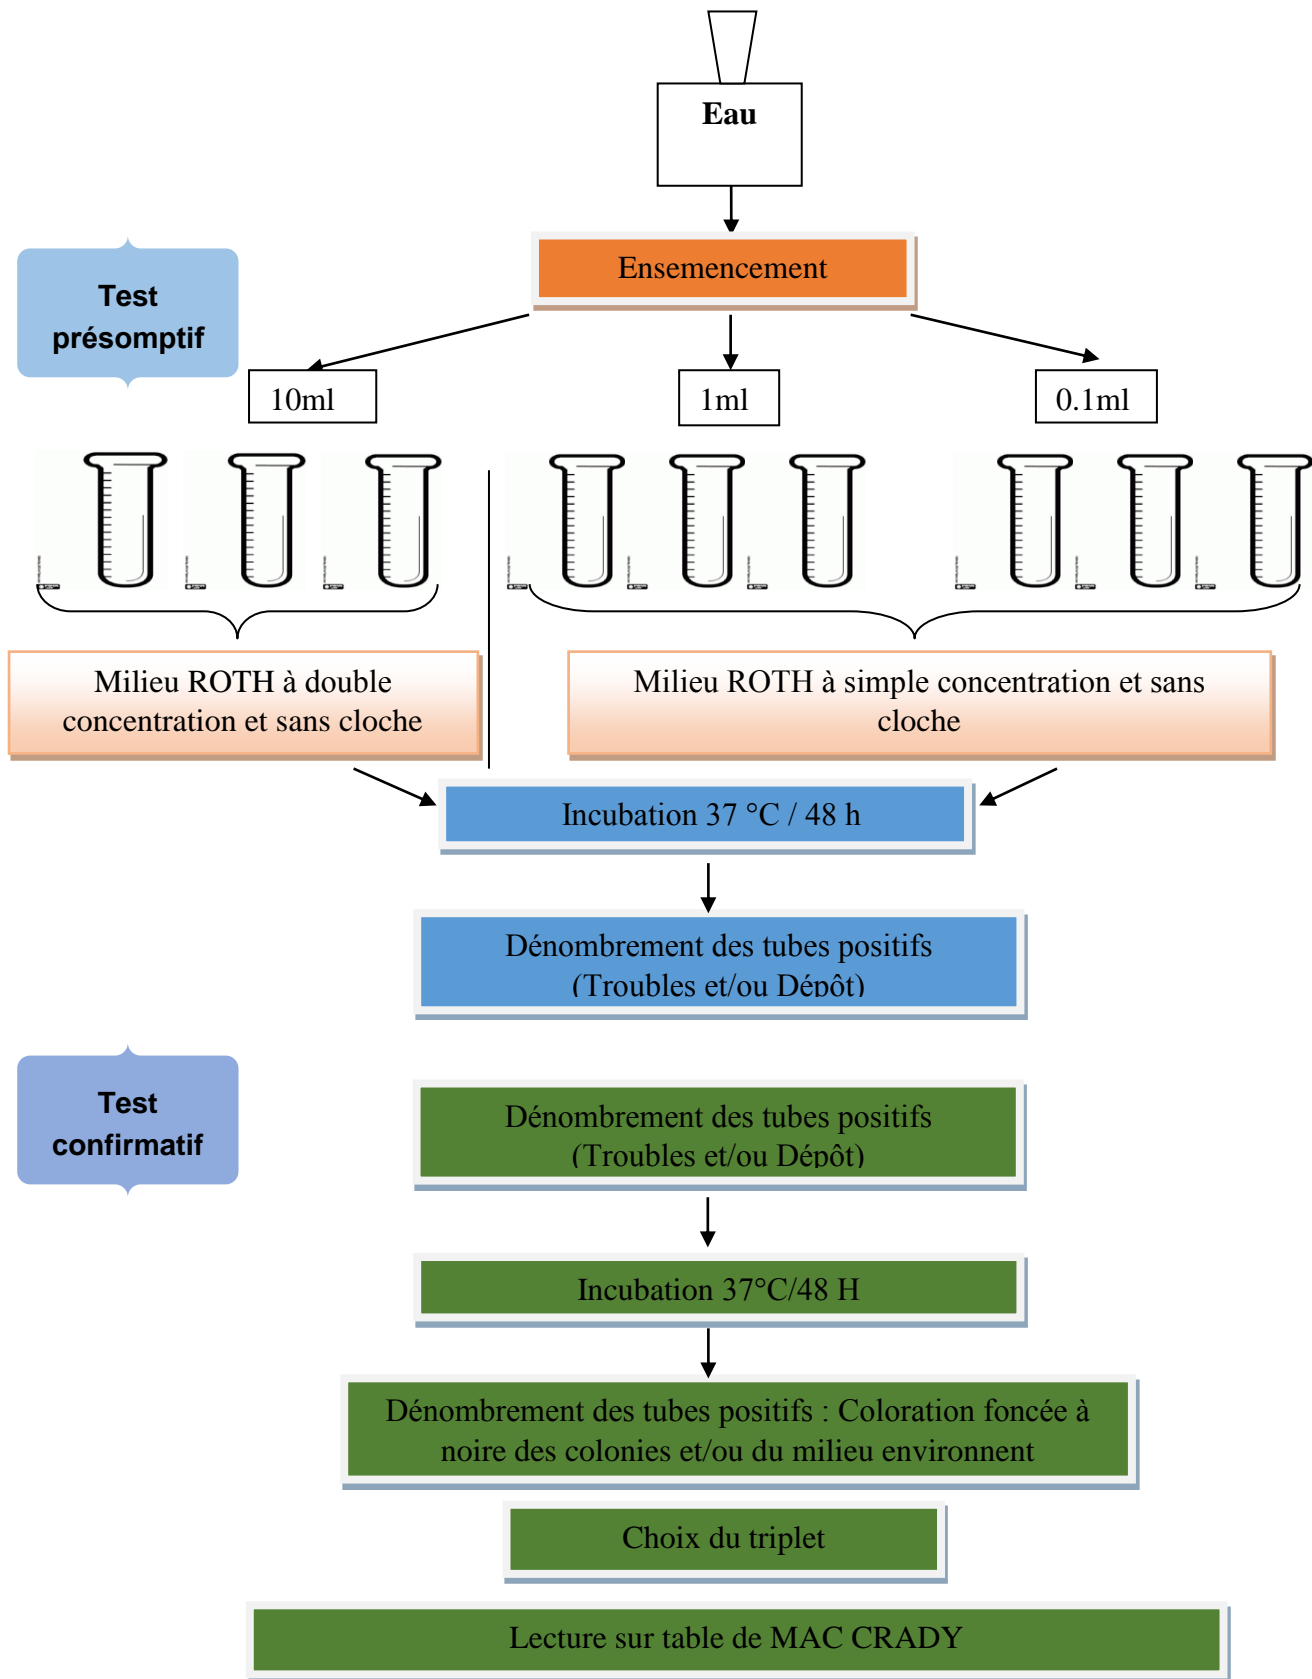 Eau
Ensemencement
Test
présomptif
10ml
1ml
0.1ml
Milieu ROTH à double
concentration et sans cloche
Milieu ROTH à simple concentration et sans
cloche
Incubation 37 °C / 48 h
Dénombrement des tubes positifs
(Troubles et/ou Dépôt)
Test
confirmatif
Dénombrement des tubes positifs
(Troubles et/ou Dépôt)
Incubation 37°C/48 H
Dénombrement des tubes positifs : Coloration foncée à
noire des colonies et/ou du milieu environnent
Choix du triplet
Lecture sur table de MAC CRADY